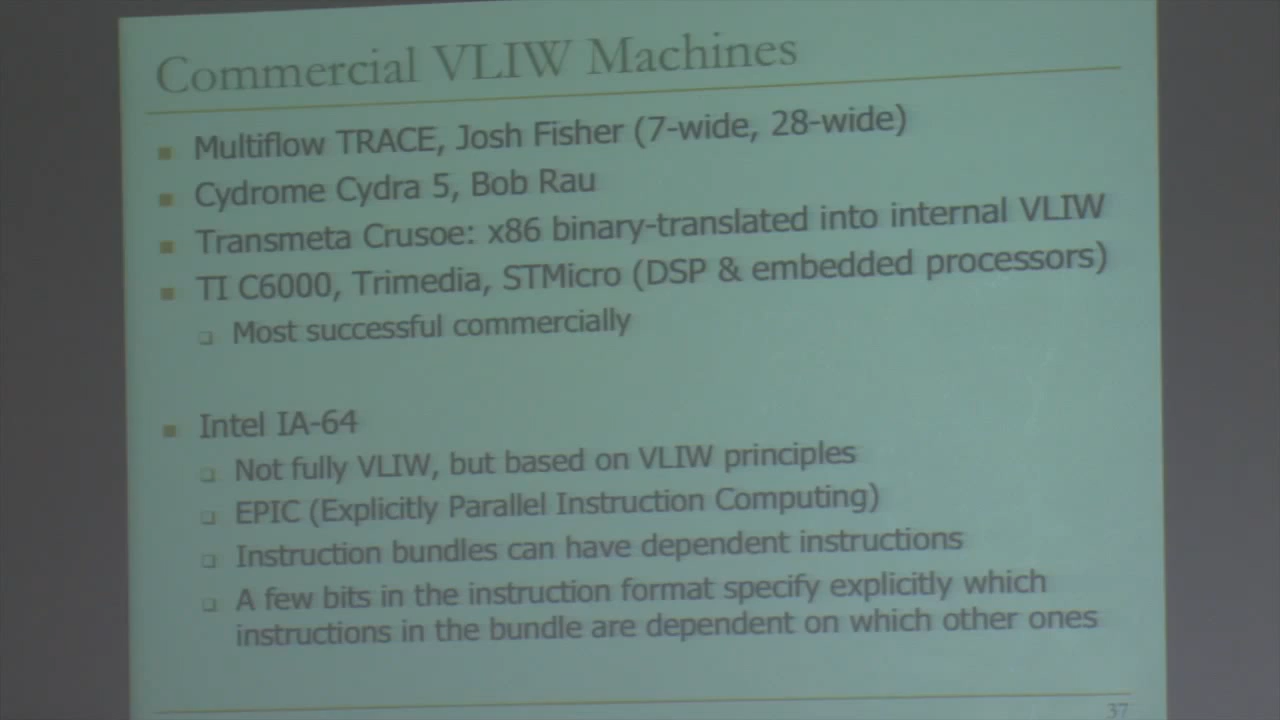 Commercial VLIW Machines
Multiflow TRACE, Josh Fisher (7-wide, 28-wide)
Cydrome Cydra 5, Bob Rau
Transmeta Crusoe: x86 binary-translated into internal VLIW
TI C6000, Trimedia, STMicro (DSP & embedded processors)
Most successful commercially
Intel IA-64
Not fully VLIW, but based on VLIW principles
EPIC (Explicitly Parallel Instruction Computing)
Instruction bundles can have dependent instructions
A few bits in the instruction format specify explicitly which
instructions in the bundle are dependent on which other ones
37